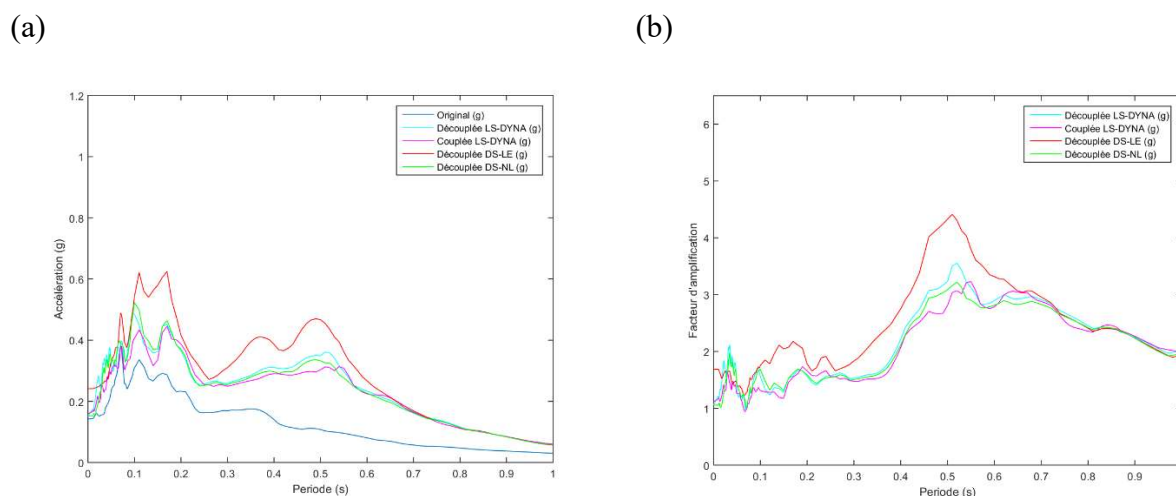 (a)
(b)
1.2
1
0.8
0.6
0.4
0.2
0
Accélération (g)
0 0.1 0.2 0.3 0.4 0.5 0.6 0.7 0.8 0.9 1
Periode (s)
Original (g)
Découplée LS-DYNA (g)
Couplée LS-DYNA (g)
Découplée DS-LE (g)
Découplée DS-NL (g)
6
5
4
3
2
1
0
Facteur d'amplification
0 0.1 0.2 0.3 0.4 0.5 0.6 0.7 0.8 0.9
Periode (s)
Découplée LS-DYNA (g)
Couplée LS-DYNA (g)
Découplée DS-LE (g)
Découplée DS-NL (g)